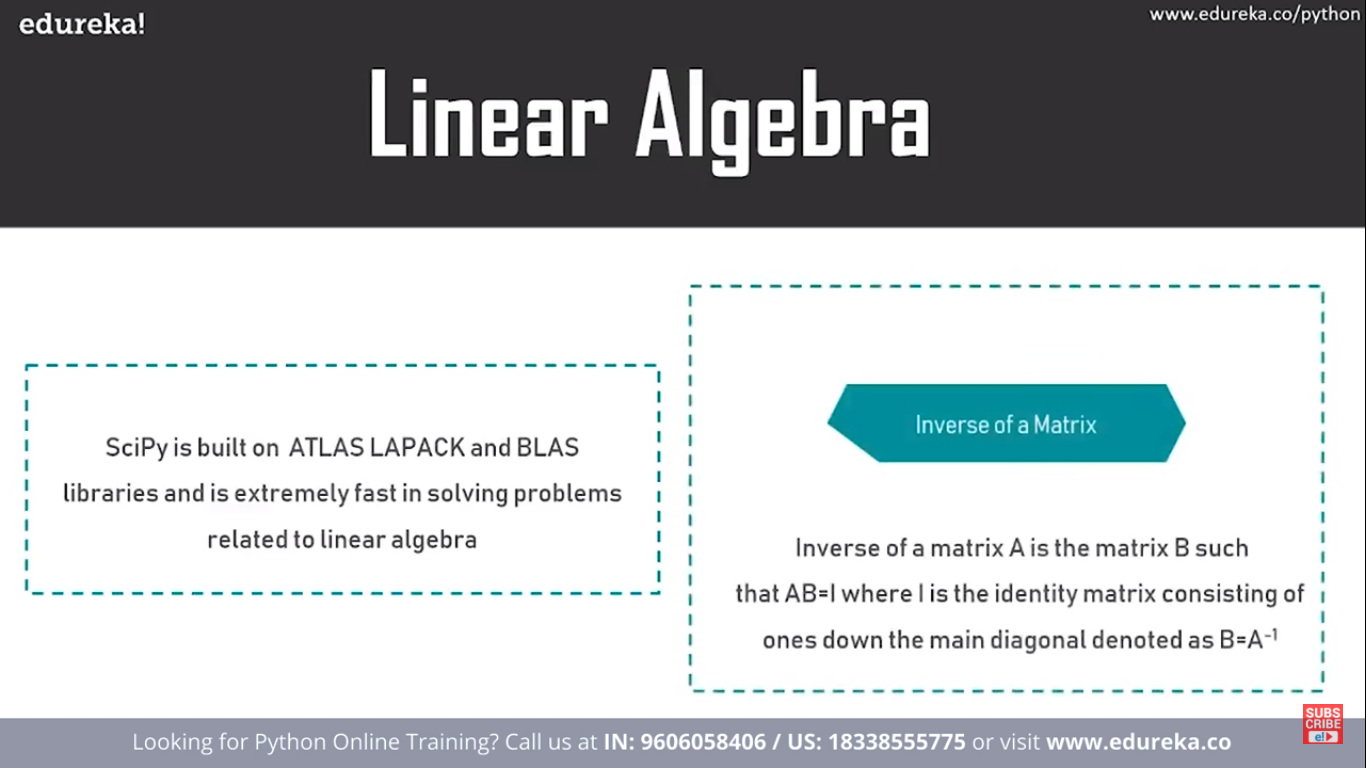 edureka!
www.edureka.co/python
Linear Algebra
SciPy is built on ATLAS LAPACK and BLAS
libraries and is extremely fast in solving problems
related to linear algebra
Inverse of a Matrix
Inverse of a matrix A is the matrix B such
that AB=I where I is the identity matrix consisting of
ones down the main diagonal denoted as B=A⁻¹
SUBS
CRIBE
e!
Looking for Python Online Training? Call us at IN: 9606058406 / US: 18338555775 or visit www.edureka.co